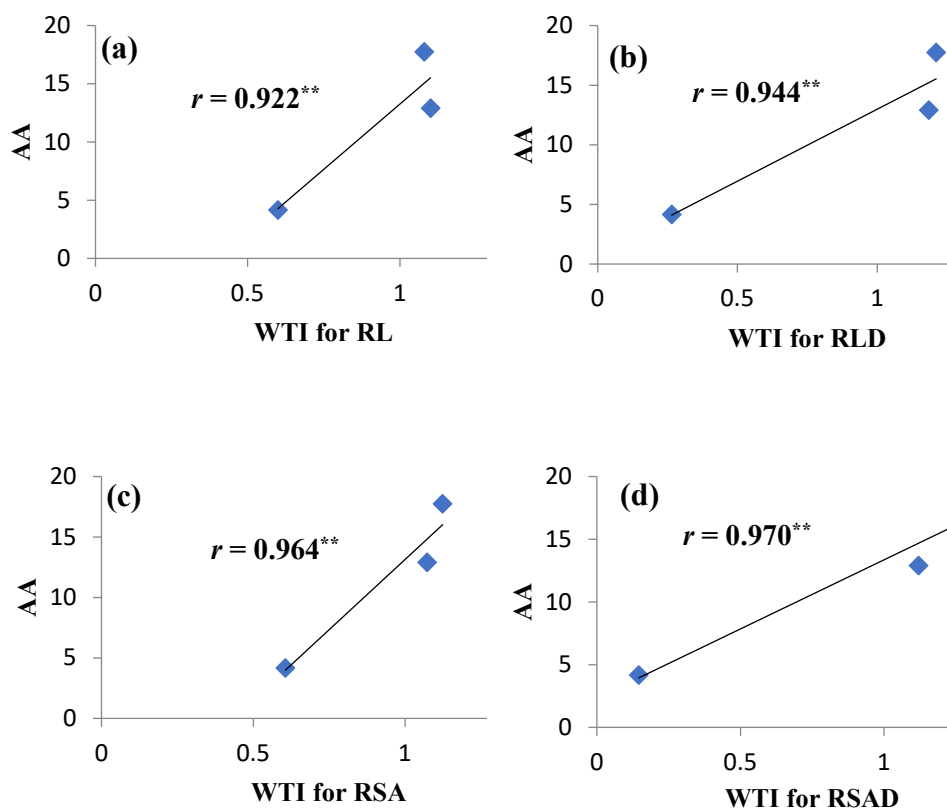 (a)
r = 0.922**
AA
20
15
10
5
0
0 0.5 1
WTI for RL
(b)
r = 0.944**
AA
20
15
10
5
0
0 0.5 1
WTI for RLD
(c)
r = 0.964**
AA
20
15
10
5
0
0 0.5 1
WTI for RSA
(d)
r = 0.970**
AA
20
15
10
5
0
0 0.5 1
WTI for RSAD